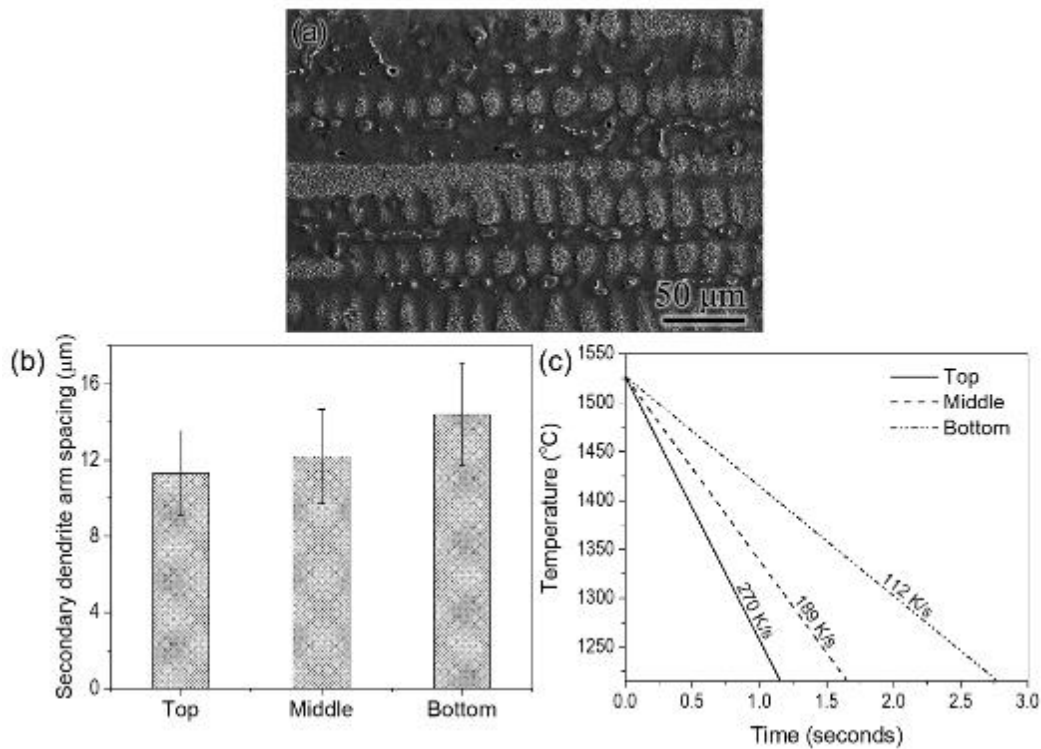 (a)
50 μm
(b)
Secondary dendrite arm spacing (μm)
16
12
8
4
0
Top
Middle
Bottom
(c)
Temperature (°C)
1550
1500
1450
1400
1350
1300
1250
Top
Middle
Bottom
270 K/s
189 K/s
112 K/s
0.0
0.5
1.0
1.5
2.0
2.5
3.0
Time (seconds)